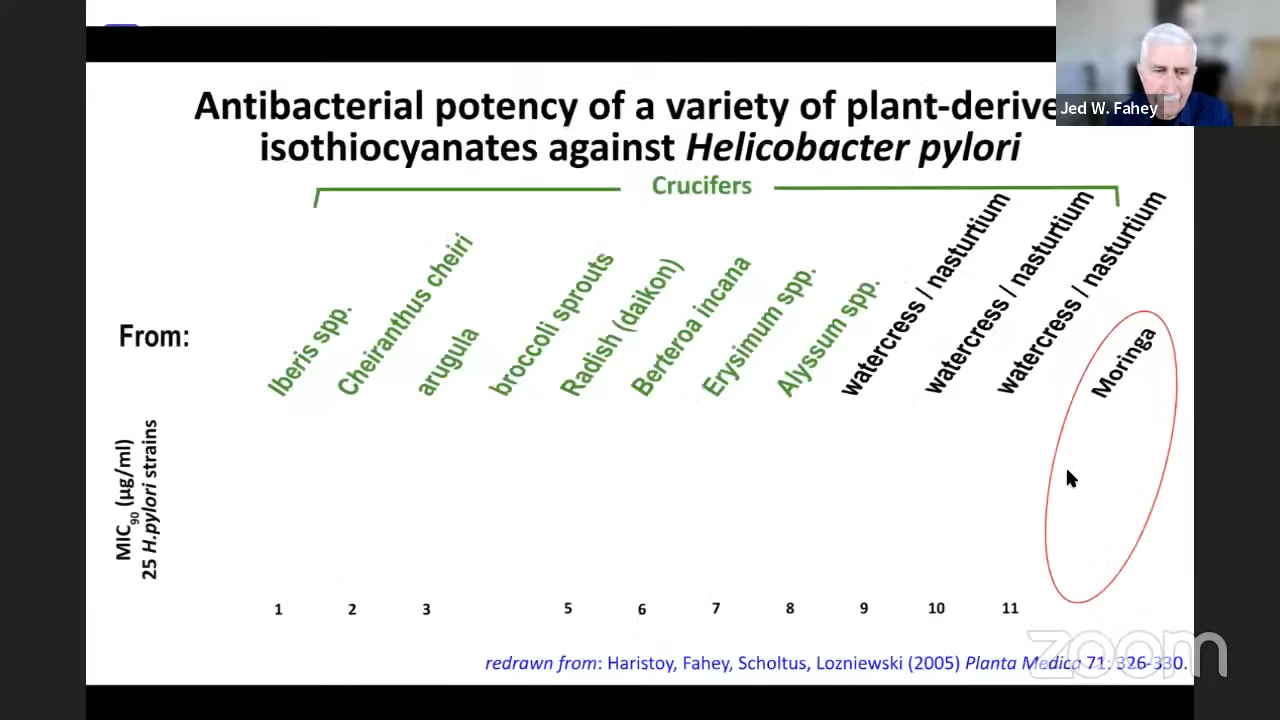 Antibacterial potency of a variety of plant-derive
isothiocyanates against Helicobacter pylori
Jed W. Fahey
Crucifers
From:
Iberis spp.
Cheiranthus cheiri
arugula
broccoli sprouts
Radish (daikon)
Berteroa incana
Erysimum spp.
Alyssum spp.
watercress / nasturtium
watercress / nasturtium
watercress / nasturtium
Moringa
MIC90 (µg/ml)
25 H.pylori strains
1 2 3 5 6 7 8 9 10 11
zoom
redrawn from: Haristoy, Fahey, Scholtus, Lozniewski (2005) Planta Medica 71: 326-330.